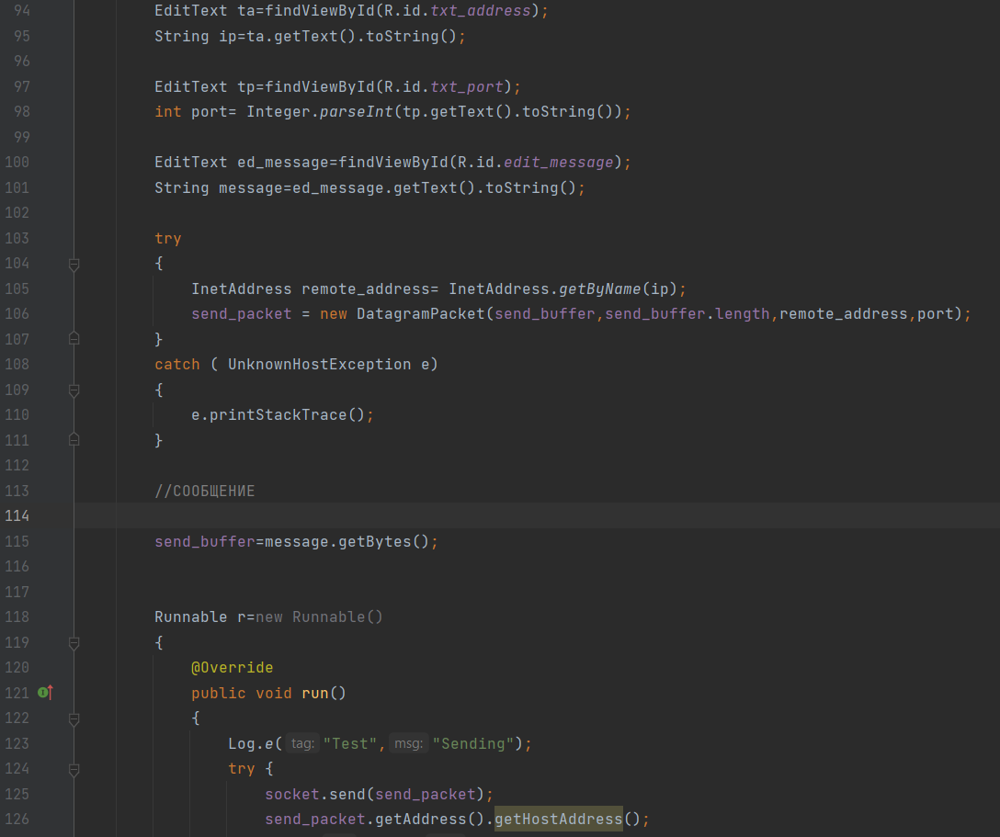 94 EditText ta=findViewById(R.id.txt_address);
95 String ip=ta.getText().toString();
96
97 EditText tp=findViewById(R.id.txt_port);
98 int port= Integer.parseInt(tp.getText().toString());
99
100 EditText ed_message=findViewById(R.id.edit_message);
101 String message=ed_message.getText().toString();
102
103 try
104 {
105 InetAddress remote_address= InetAddress.getByName(ip);
106 send_packet = new DatagramPacket(send_buffer,send_buffer.length,remote_address,port);
107 }
108 catch ( UnknownHostException e)
109 {
110 e.printStackTrace();
111 }
112
113 //СООБЩЕНИЕ
114
115 send_buffer=message.getBytes();
116
117
118 Runnable r=new Runnable()
119 {
120 @Override
121 public void run()
122 {
123 Log.e( tag: "Test", msg: "Sending");
124 try {
125 socket.send(send_packet);
126 send_packet.getAddress().getHostAddress();